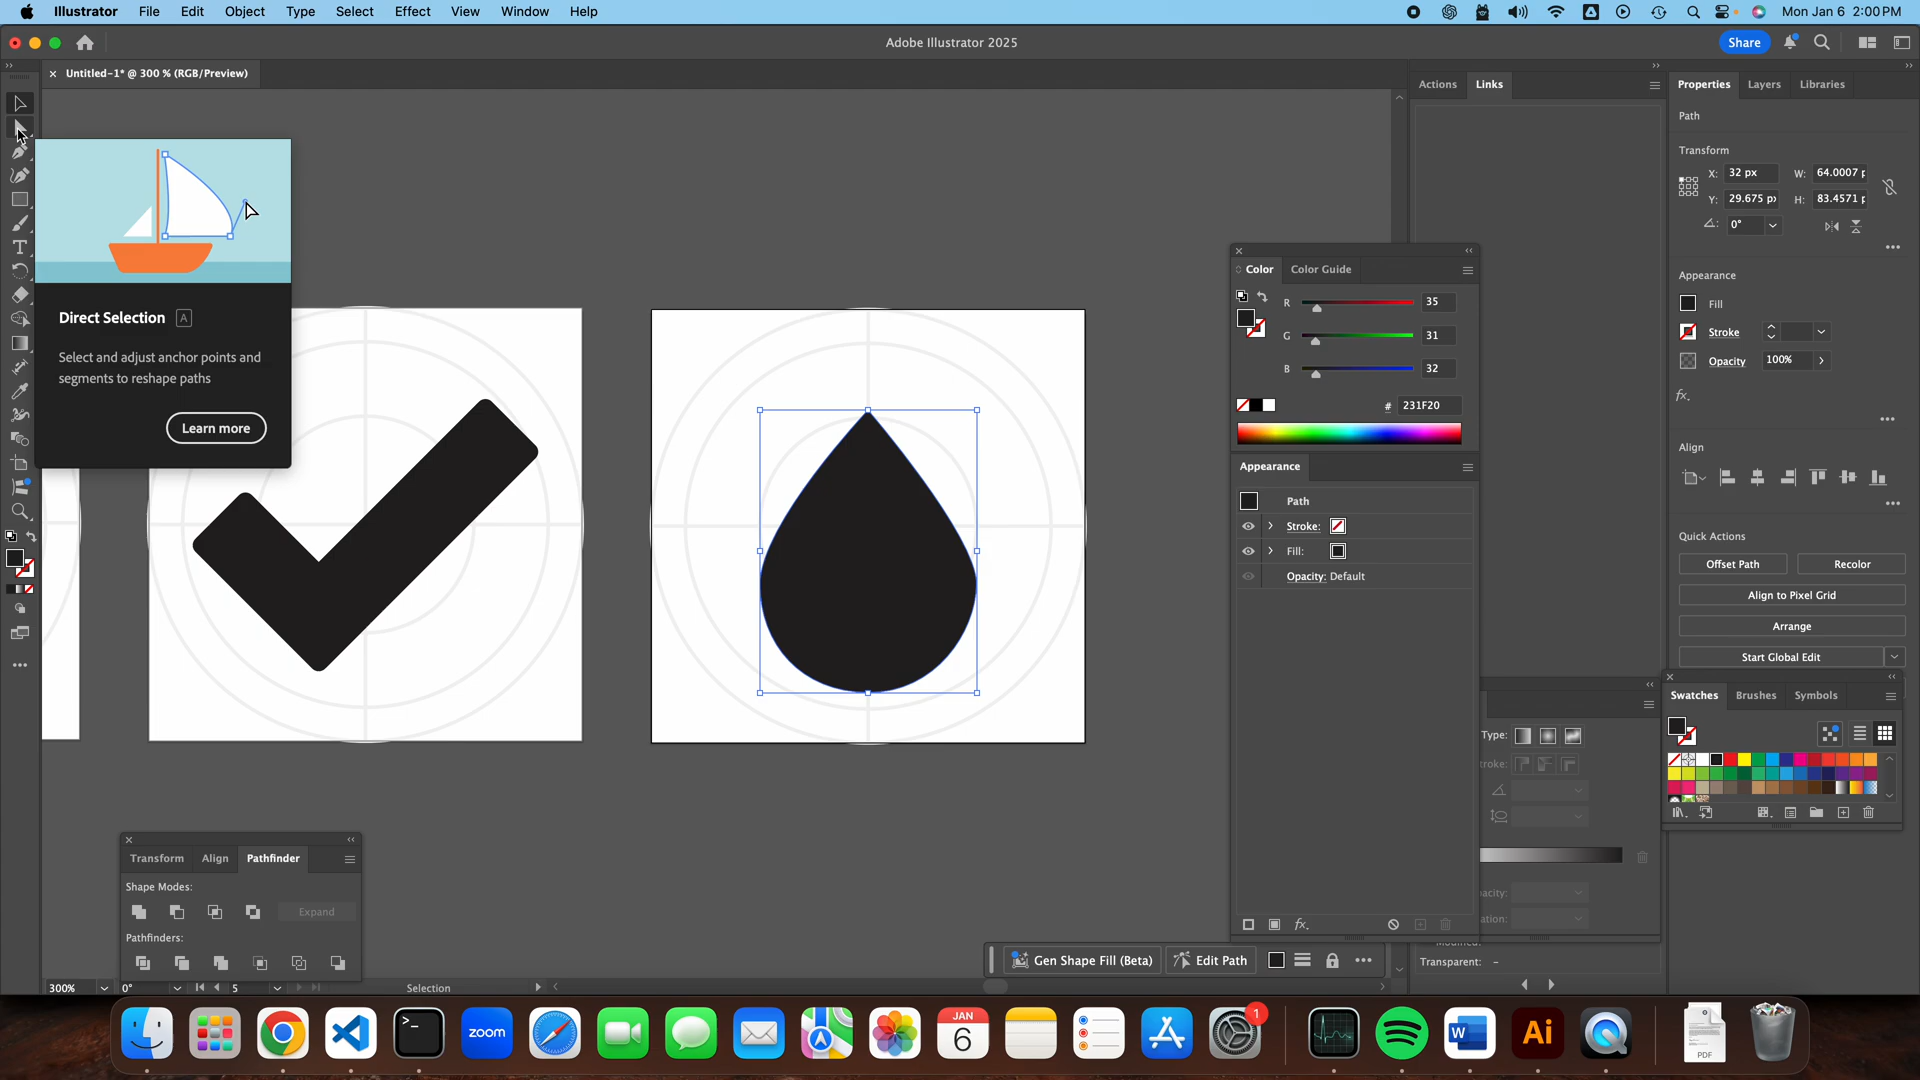 Illustrator File Edit Object Type Select Effect View Window Help
Mon Jan 6 2:00 PM
Adobe Illustrator 2025
Share
Untitled-1* @ 300 % (RGB/Preview)
Actions Links
Properties Layers Libraries
Path
Transform
X: 32 px W: 64.0007 p
Y: 29.675 px H: 83.4571 p
0°
Appearance
Fill
Stroke
Opacity 100%
fx.
Align
Quick Actions
Offset Path Recolor
Align to Pixel Grid
Arrange
Start Global Edit
Direct Selection A
Select and adjust anchor points and
segments to reshape paths
Learn more
Color Color Guide
R 35
G 31
B 32
# 231F20
Appearance
Path
Stroke:
Fill:
Opacity: Default
fx.
Swatches Brushes Symbols
Type:
Transparent: –
Transform Align Pathfinder
Shape Modes:
Expand
Pathfinders:
Gen Shape Fill (Beta) Edit Path
300% 0° 5 Selection
zoom
JAN
6
1
Ai
PDF